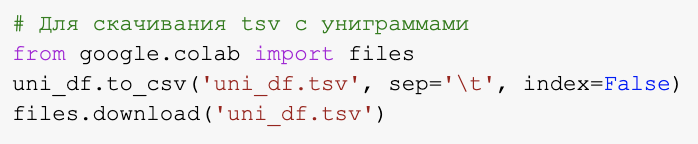 # Для скачивания tsv с униграммами
from google.colab import files
uni_df.to_csv('uni_df.tsv', sep='\t', index=False)
files.download('uni_df.tsv')